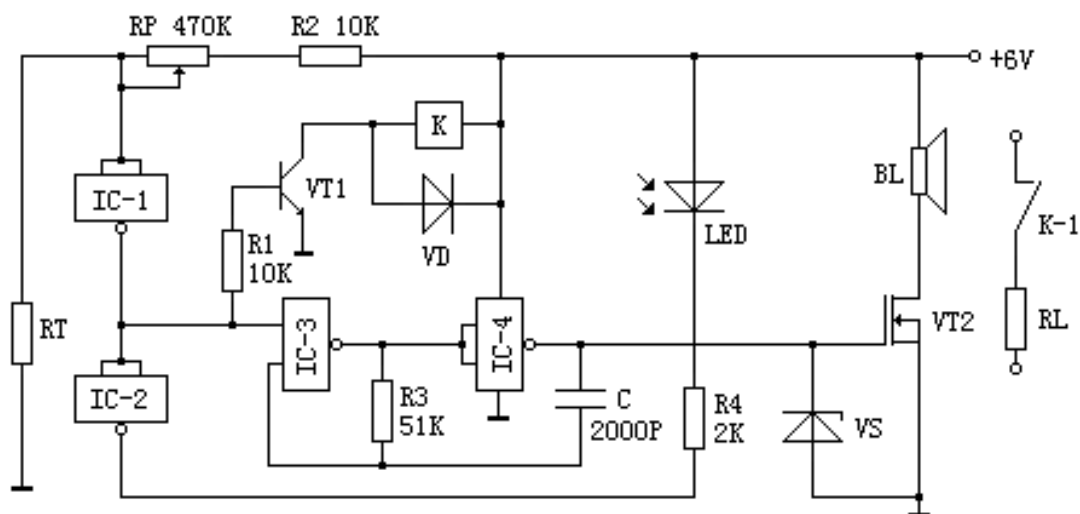 RP 470K
R2 10K
+6V
K
IC-1
VT1
BL
K-1
R1
10K
VD
LED
RT
IC-3
IC-4
VT2
RL
IC-2
R3
51K
C
2000P
R4
2K
VS